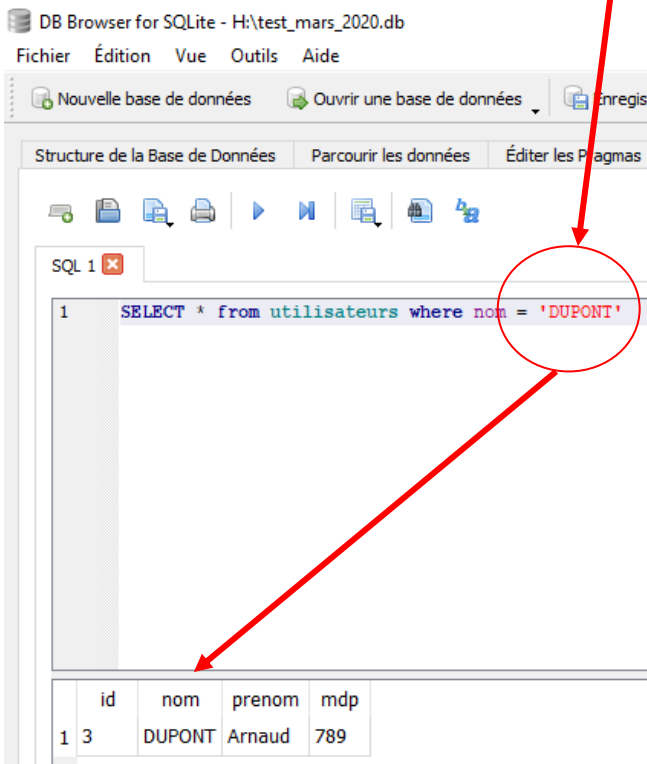 DB Browser for SQLite - H:\test_mars_2020.db
Fichier Édition Vue Outils Aide
Nouvelle base de données Ouvrir une base de données Enregis
Structure de la Base de Données Parcourir les données Éditer les Pragmas
SQL 1
1 SELECT * from utilisateurs where nom = 'DUPONT'
id nom prenom mdp
1 3 DUPONT Arnaud 789